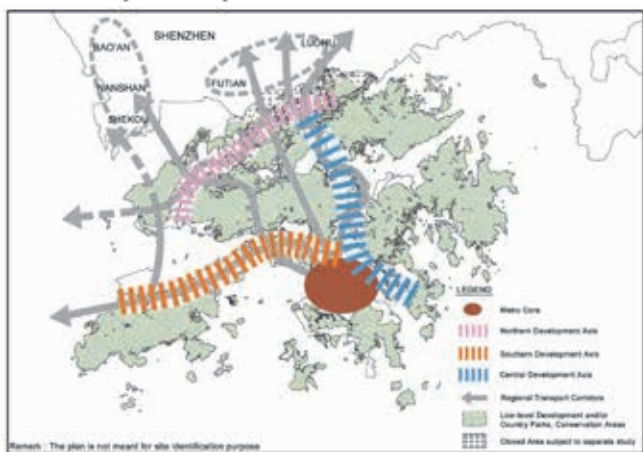 SHENZHEN
BAO'AN
LUOHU
FUTIAN
NANSHAN
SHEKOU
LEGEND
Metro Core
Northern Development Axis
Southern Development Axis
Central Development Axis
Regional Transport Corridors
Low-level Development and/or
Country Parks, Conservation Areas
Closed Area subject to separate study
Remark : The plan is not meant for site identification purpose